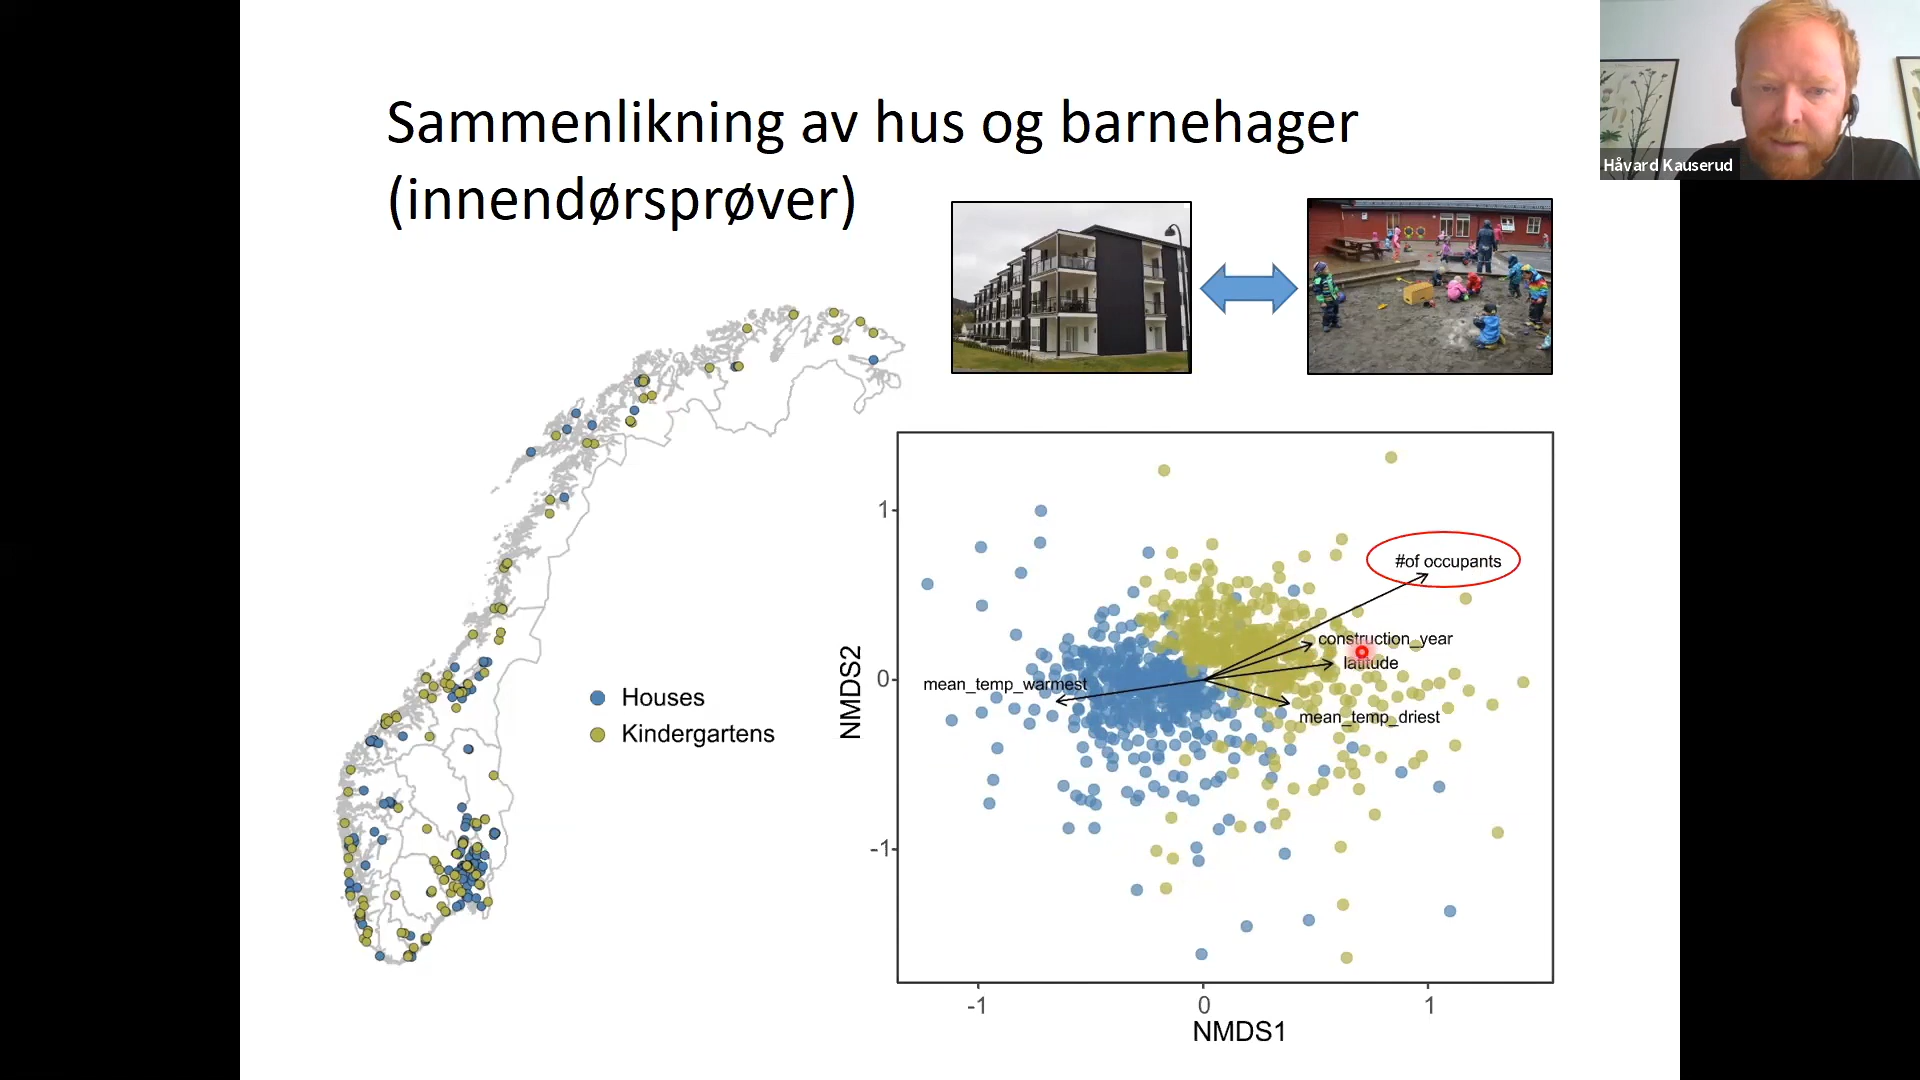 Håvard Kauserud
Sammenlikning av hus og barnehager
(innendørsprøver)
Houses
Kindergartens
#of occupants
construction_year
latitude
mean_temp_warmest
mean_temp_driest
NMDS2
1
0
-1
-1
0
1
NMDS1